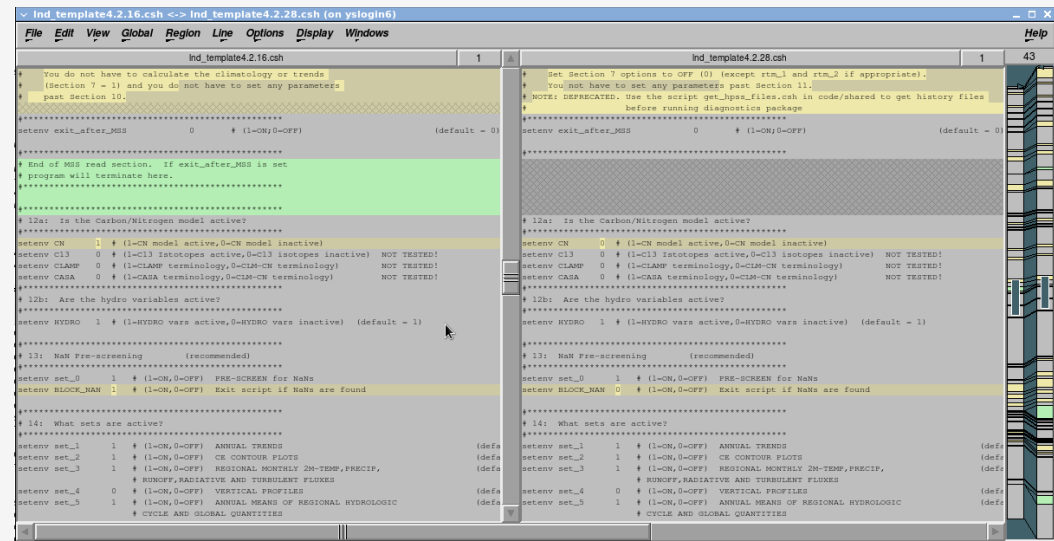 lnd_template4.2.16.csh <-> lnd_template4.2.28.csh (on yslogin6)
File Edit View Global Region Line Options Display Windows Help
lnd_template4.2.16.csh 1 lnd_template4.2.28.csh 1 43
# You do not have to calculate the climatology or trends
# (Section 7 = 1) and you do not have to set any parameters
# past Section 10.
#**********************************************
setenv exit_after_MSS 0 # (1=ON;0=OFF) (default = 0)
#**********************************************
# End of MSS read section. If exit_after_MSS is set
# program will terminate here.
#**********************************************
#**********************************************
# 12a: Is the Carbon/Nitrogen model active?
#**********************************************
setenv CN 1 # (1=CN model active,0=CN model inactive)
setenv C13 0 # (1=C13 Istotopes active,0=C13 isotopes inactive) NOT TESTED!
setenv CLAMP 0 # (1=CLAMP terminology,0=CLM-CN terminology) NOT TESTED!
setenv CASA 0 # (1=CASA terminology,0=CLM-CN terminology) NOT TESTED!
#**********************************************
# 12b: Are the hydro variables active?
#**********************************************
setenv HYDRO 1 # (1=HYDRO vars active,0=HYDRO vars inactive) (default = 1)
#**********************************************
# 13: NaN Pre-screening (recommended)
#**********************************************
setenv set_0 1 # (1=ON,0=OFF) PRE-SCREEN for NaNs
setenv BLOCK_NAN 1 # (1=ON,0=OFF) Exit script if NaNs are found
#**********************************************
# 14: What sets are active?
#**********************************************
setenv set_1 1 # (1=ON,0=OFF) ANNUAL TRENDS (defa
setenv set_2 1 # (1=ON,0=OFF) CE CONTOUR PLOTS (defa
setenv set_3 1 # (1=ON,0=OFF) REGIONAL MONTHLY 2M-TEMP,PRECIP, (defa
# RUNOFF,RADIATIVE AND TURBULENT FLUXES
setenv set_4 0 # (1=ON,0=OFF) VERTICAL PROFILES (defa
setenv set_5 1 # (1=ON,0=OFF) ANNUAL MEANS OF REGIONAL HYDROLOGIC (defa
# CYCLE AND GLOBAL QUANTITIES
# Set Section 7 options to OFF (0) (except rtm_1 and rtm_2 if appropriate).
# You not have to set any parameters past Section 11.
# NOTE: DEPRECATED. Use the script get_hpss_files.csh in code/shared to get history files
# before running diagnostics package
#**********************************************
setenv exit_after_MSS 0 # (1=ON;0=OFF) (default = 0)
#**********************************************
# 12a: Is the Carbon/Nitrogen model active?
#**********************************************
setenv CN 0 # (1=CN model active,0=CN model inactive)
setenv C13 0 # (1=C13 Istotopes active,0=C13 isotopes inactive) NOT TESTED!
setenv CLAMP 0 # (1=CLAMP terminology,0=CLM-CN terminology) NOT TESTED!
setenv CASA 0 # (1=CASA terminology,0=CLM-CN terminology) NOT TESTED!
#**********************************************
# 12b: Are the hydro variables active?
#**********************************************
setenv HYDRO 1 # (1=HYDRO vars active,0=HYDRO vars inactive) (default = 1)
#**********************************************
# 13: NaN Pre-screening (recommended)
#**********************************************
setenv set_0 1 # (1=ON,0=OFF) PRE-SCREEN for NaNs
setenv BLOCK_NAN 0 # (1=ON,0=OFF) Exit script if NaNs are found
#**********************************************
# 14: What sets are active?
#**********************************************
setenv set_1 1 # (1=ON,0=OFF) ANNUAL TRENDS (defa
setenv set_2 1 # (1=ON,0=OFF) CE CONTOUR PLOTS (defa
setenv set_3 1 # (1=ON,0=OFF) REGIONAL MONTHLY 2M-TEMP,PRECIP, (defa
# RUNOFF,RADIATIVE AND TURBULENT FLUXES
setenv set_4 0 # (1=ON,0=OFF) VERTICAL PROFILES (defa
setenv set_5 1 # (1=ON,0=OFF) ANNUAL MEANS OF REGIONAL HYDROLOGIC (defa
# CYCLE AND GLOBAL QUANTITIES